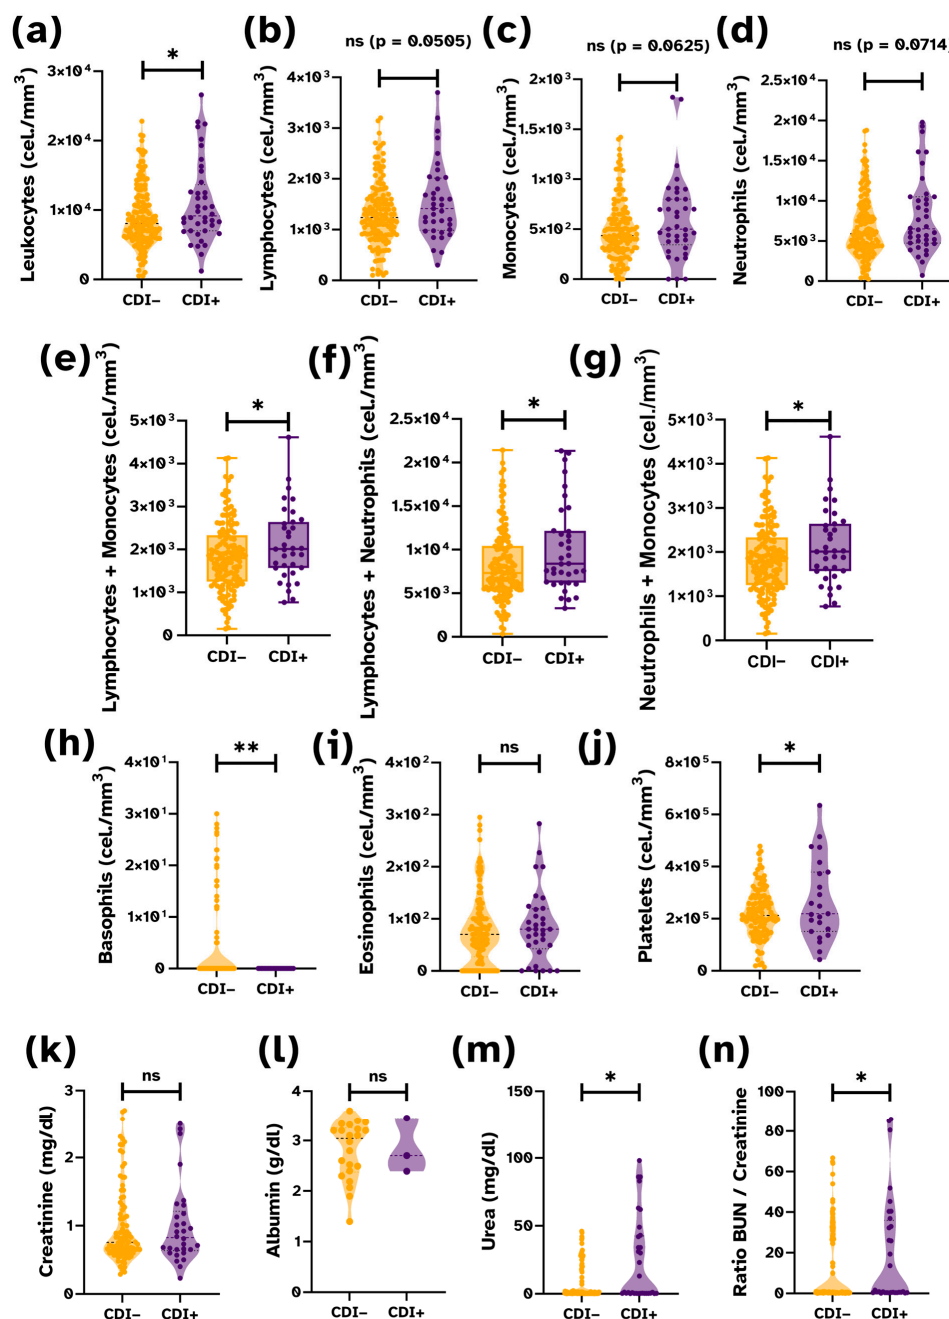 (a)
Leukocytes (cel./mm³)
*
3×10⁴
2×10⁴
1×10⁴
0
CDI– CDI+
(b)
Lymphocytes (cel./mm³)
ns (p = 0.0505)
4×10³
3×10³
2×10³
1×10³
0
CDI– CDI+
(c)
Monocytes (cel./mm³)
ns (p = 0.0625)
2×10³
1×10³
1×10³
5×10²
0
CDI– CDI+
(d)
Neutrophils (cel./mm³)
ns (p = 0.0714
2.5×10⁴
2×10⁴
1.5×10⁴
1×10⁴
5×10³
0
CDI– CDI+
(e)
Lymphocytes + Monocytes (cel./mm³)
*
5×10³
4×10³
3×10³
2×10³
1×10³
0
CDI– CDI+
(f)
Lymphocytes + Neutrophils (cel./mm³)
*
2.5×10⁴
2×10⁴
1.5×10⁴
1×10⁴
5×10³
0
CDI– CDI+
(g)
Neutrophils + Monocytes (cel./mm³)
*
5×10³
4×10³
3×10³
2×10³
1×10³
0
CDI– CDI+
(h)
Basophils (cel./mm³)
**
4×10¹
3×10¹
2×10¹
1×10¹
0
CDI– CDI+
(i)
Eosinophils (cel./mm³)
ns
4×10²
3×10²
2×10²
1×10²
0
CDI– CDI+
(j)
Platelets (cel./mm³)
*
8×10⁵
6×10⁵
4×10⁵
2×10⁵
0
CDI– CDI+
(k)
Creatinine (mg/dl)
ns
3
2
1
0
CDI– CDI+
(l)
Albumin (g/dl)
ns
4
3
2
1
0
CDI– CDI+
(m)
Urea (mg/dl)
*
150
100
50
0
CDI– CDI+
(n)
Ratio BUN / Creatinine
*
100
80
60
40
20
0
CDI– CDI+